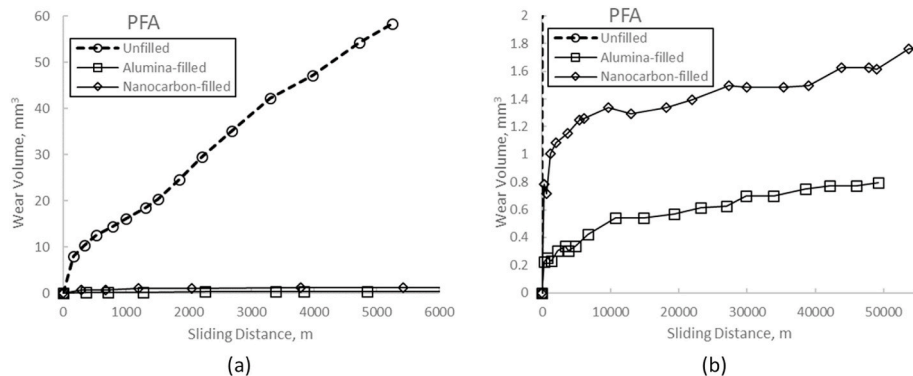 PFA
Unfilled
Alumina-filled
Nanocarbon-filled
Wear Volume, mm³
60
50
40
30
20
10
0
0 1000 2000 3000 4000 5000 6000
Sliding Distance, m
(a)
PFA
Unfilled
Alumina-filled
Nanocarbon-filled
Wear Volume, mm³
2
1.8
1.6
1.4
1.2
1
0.8
0.6
0.4
0.2
0
0 10000 20000 30000 40000 50000
Sliding Distance, m
(b)